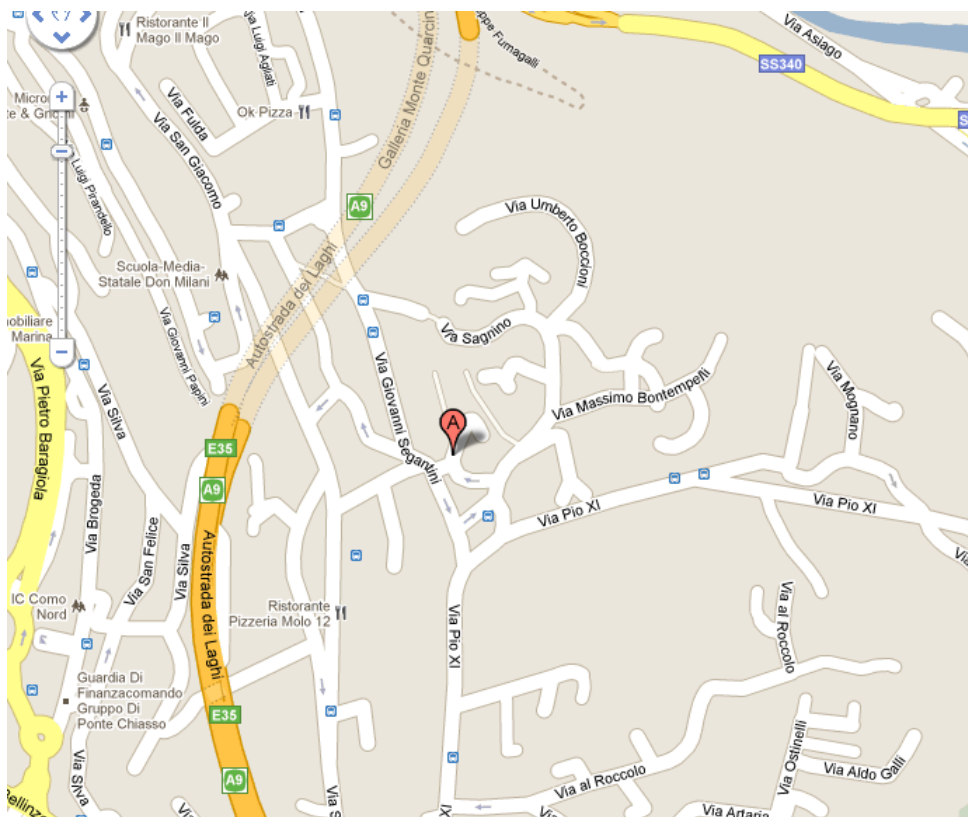 Ristorante Il
Mago Il Mago
Via Luigi Agliati
Fumagalli
Via Asiago
SS340
Ok Pizza
Via Fulda
Via San Giacomo
Galleria Monte Quarcino
Luigi Pirandello
A9
Via Umberto Boccioni
Scuola-Media-
Statale Don Milani
Autostrada dei Laghi
Via Sagnino
Marina
Via Giovanni Papini
Via Pietro Baragiola
Via Silva
Via Giovanni Segantini
Via Massimo Bontempelli
Via Mognano
A
E35
A9
Via Brogeda
Via San Felice
Via Silva
Autostrada dei Laghi
Via Pio XI
Via Pio XI
IC Como
Nord
Ristorante
Pizzeria Molo 12
Via Pio XI
Via al Roccolo
Guardia Di
Finanzacomando
Gruppo Di
Ponte Chiasso
E35
A9
Via Silva
Via al Roccolo
Via Ostinelli
Via Aldo Galli
Via Artaria
XI